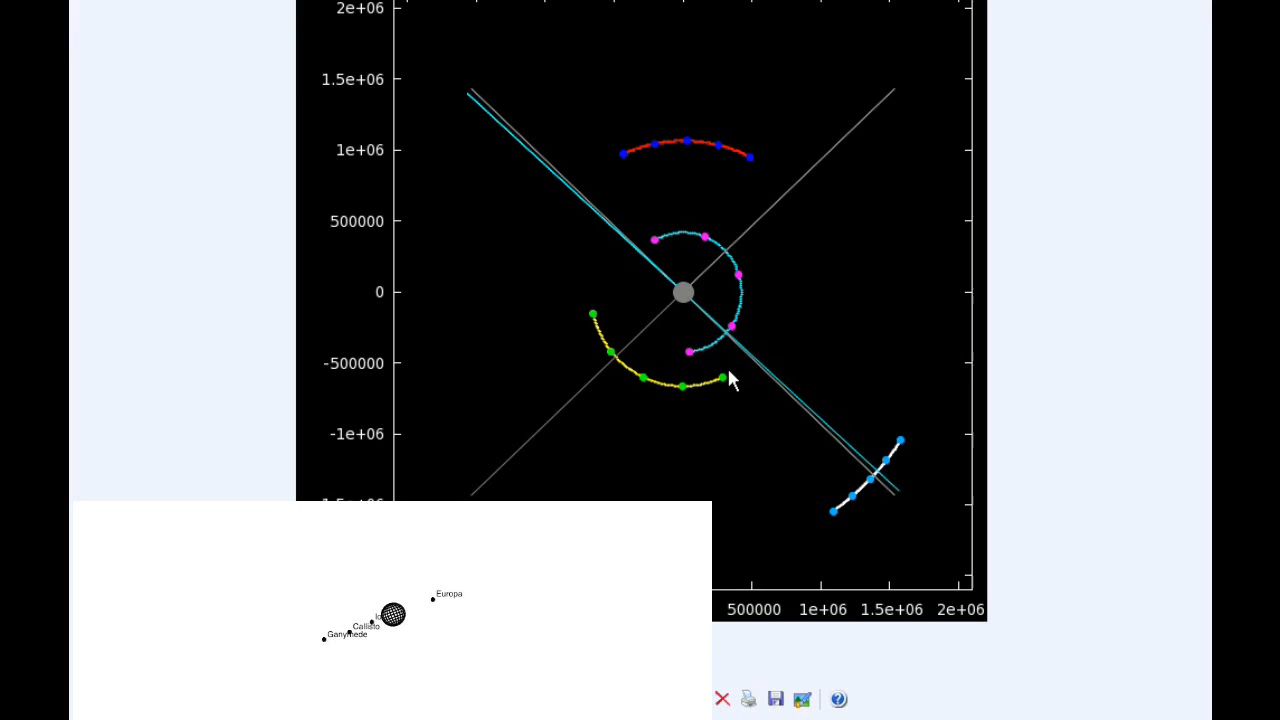 2e+06
1.5e+06
1e+06
500000
0
-500000
-1e+06
500000 1e+06 1.5e+06 2e+06
Europa
Callisto
Ganymede